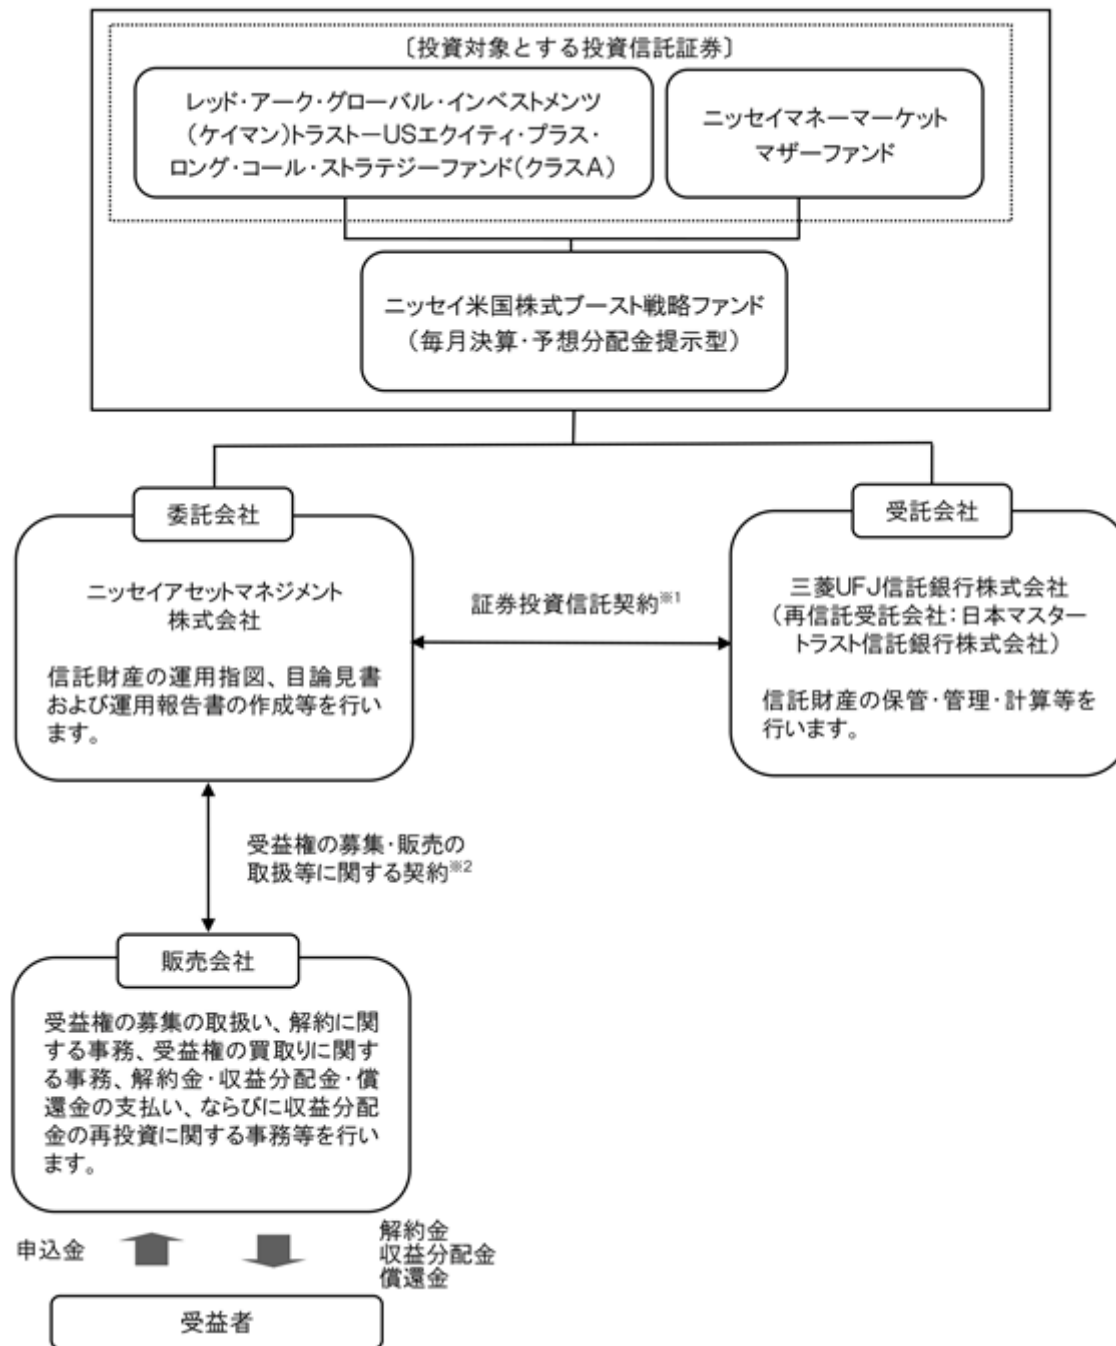 〔投資対象とする投資信託証券〕
レッド・アーク・グローバル・インベストメンツ
(ケイマン)トラストーUSエクイティ・プラス・
ロング・コール・ストラテジーファンド(クラスA)
ニッセイマネーマーケット
マザーファンド
ニッセイ米国株式ブースト戦略ファンド
(毎月決算・予想分配金提示型)
委託会社
ニッセイアセットマネジメント
株式会社
信託財産の運用指図、目論見書
および運用報告書の作成等を行い
ます。
証券投資信託契約※1
受託会社
三菱UFJ信託銀行株式会社
(再信託受託会社:日本マスター
トラスト信託銀行株式会社)
信託財産の保管・管理・計算等を
行います。
受益権の募集・販売の
取扱等に関する契約※2
販売会社
受益権の募集の取扱い、解約に関
する事務、受益権の買取りに関す
る事務、解約金・収益分配金・償
還金の支払い、ならびに収益分配
金の再投資に関する事務等を行い
ます。
申込金
解約金
収益分配金
償還金
受益者